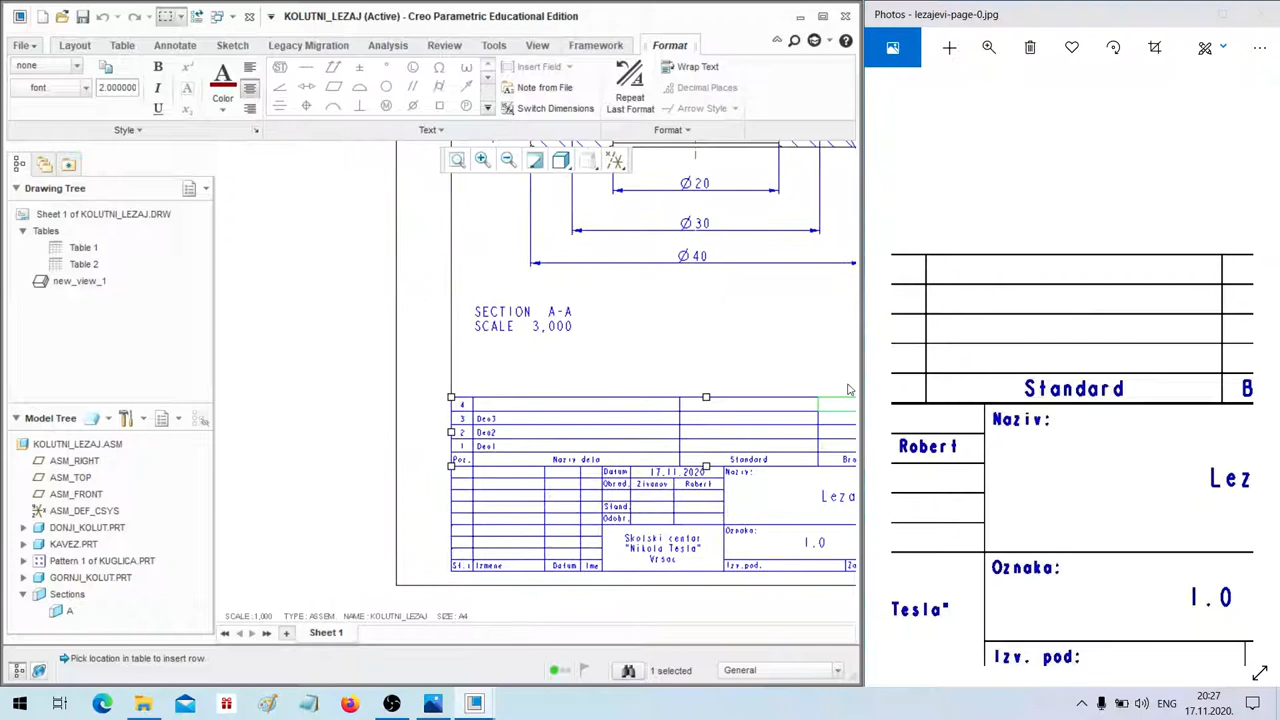 KOLUTNI_LEZAJ (Active) - Creo Parametric Educational Edition
File Layout Table Annotate Sketch Legacy Migration Analysis Review Tools View Framework Format
none
font 2.000000
B
I
U
A
Color
Style
Insert Field
Note from File
Switch Dimensions
Text
Repeat
Last Format
Wrap Text
Decimal Places
Arrow Style
Format
Drawing Tree
Sheet 1 of KOLUTNI_LEZAJ.DRW
Tables
Table 1
Table 2
new_view_1
Model Tree
KOLUTNI_LEZAJ.ASM
ASM_RIGHT
ASM_TOP
ASM_FRONT
ASM_DEF_CSYS
DONJI_KOLUT.PRT
KAVEZ.PRT
Pattern 1 of KUGLICA.PRT
GORNJI_KOLUT.PRT
Sections
A
Ø20
Ø30
Ø40
SECTION A-A
SCALE 3,000
4
3 Deo3
2 Deo2
1 Deo1
Poz. Naziv dela Standard Bro
Datum 17.11.2020 Naziv:
Obrad. Zivanov Robert
Leza
Stand.
Odobr.
Oznaka:
Skolski centar
"Nikola Tesla"
Vrsac
1.0
St.i Izmene Datum Ime Izv.pod. Za
SCALE:1,000 TYPE: ASSEM NAME: KOLUTNI_LEZAJ SIZE: A4
Sheet 1
Pick location in table to insert row.
1 selected
General
Photos - lezajevi-page-0.jpg
Standard B
Naziv:
Robert
Lez
Oznaka:
1.0
Tesla"
Izv. pod:
ENG
20:27
17.11.2020.